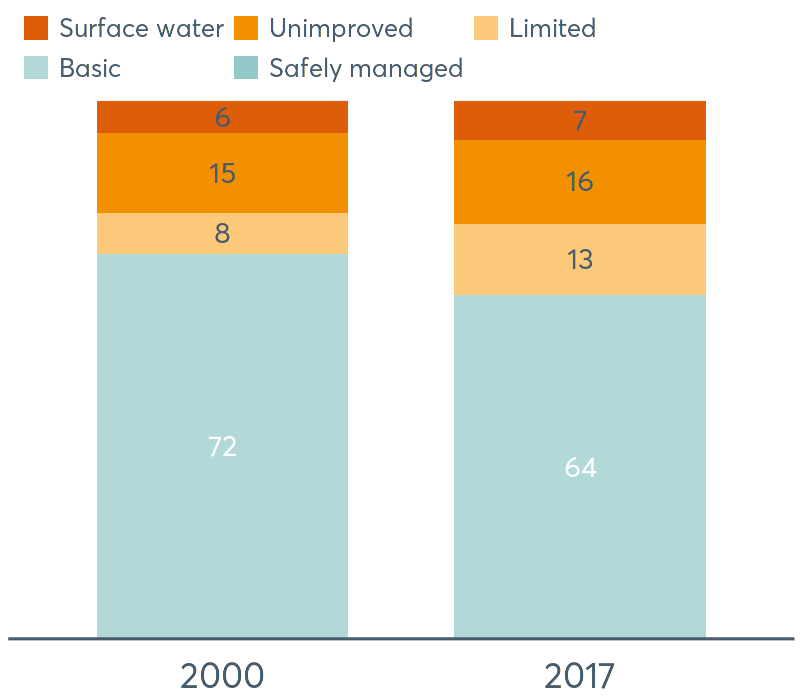 Surface water Unimproved Limited
Basic Safely managed
6 7
15 16
8 13
72 64
2000 2017